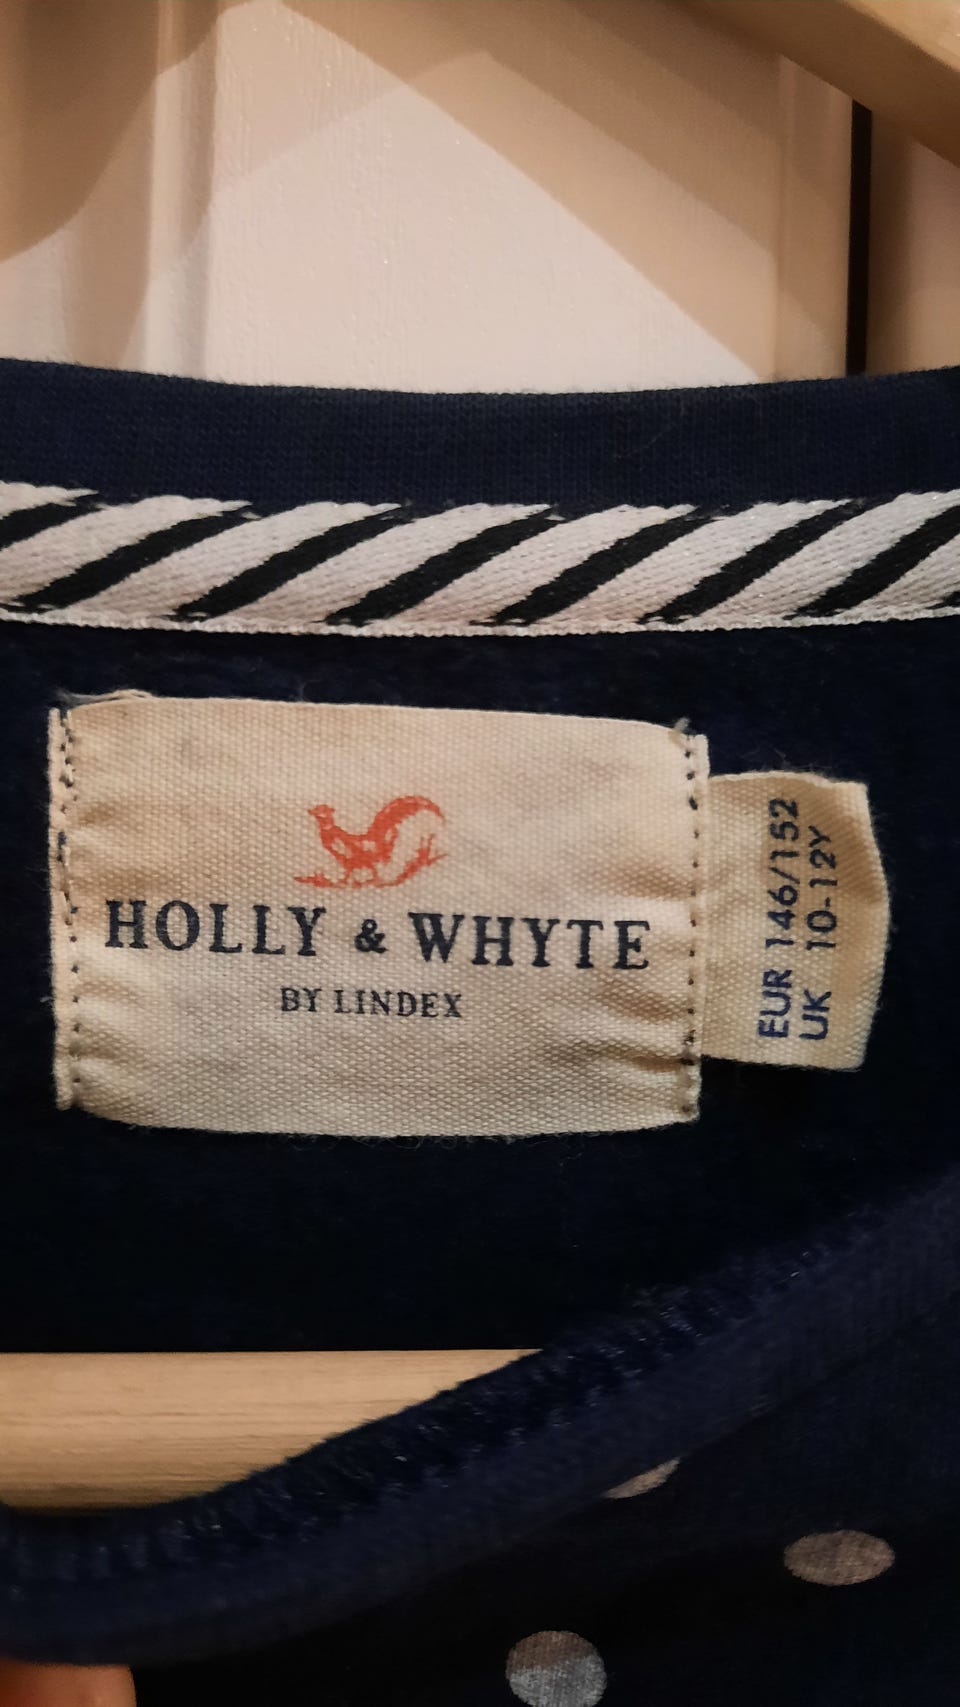 HOLLY & WHYTE
BY LINDEX
EUR 146/152
UK 10-12Y